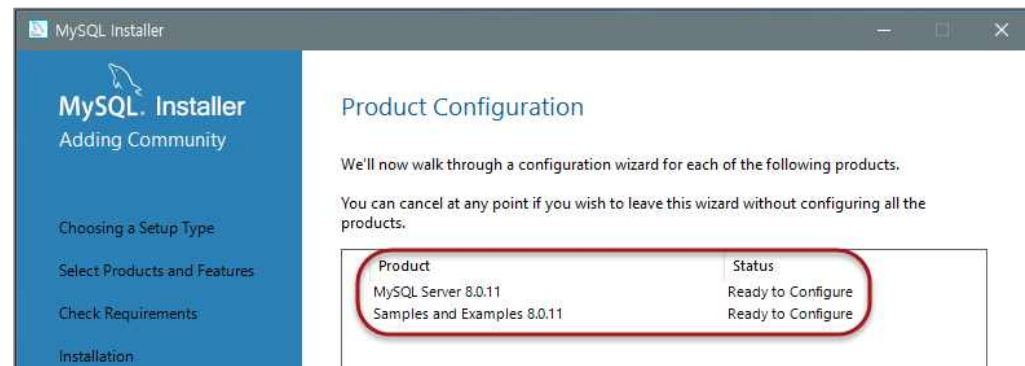 MySQL Installer
MySQL. Installer
Adding Community
Choosing a Setup Type
Select Products and Features
Check Requirements
Installation
Product Configuration
We'll now walk through a configuration wizard for each of the following products.
You can cancel at any point if you wish to leave this wizard without configuring all the
products.
Product Status
MySQL Server 8.0.11 Ready to Configure
Samples and Examples 8.0.11 Ready to Configure